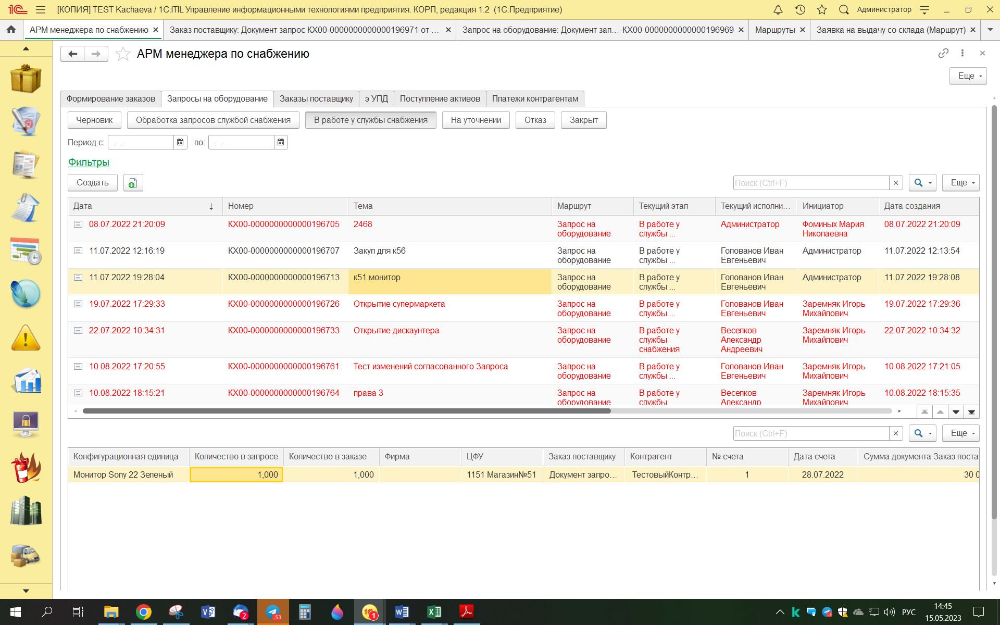 [КОПИЯ] TEST Kachaeva / 1C:ITIL Управление информационными технологиями предприятия. КОРП, редакция 1.2  (1С:Предприятие)
Администратор
АРМ менеджера по снабжению
Заказ поставщику: Документ запрос КХ00-0000000000000196971 от ...
Запрос на оборудование: Документ зап... КХ00-0000000000000196969
Маршруты
Заявка на выдачу со склада (Маршрут)
АРМ менеджера по снабжению
Еще
Формирование заказов
Запросы на оборудование
Заказы поставщику
э УПД
Поступление активов
Платежи контрагентам
Черновик
Обработка запросов службой снабжения
В работе у службы снабжения
На уточнении
Отказ
Закрыт
Период с: . . по: . .
Фильтры
Создать
Поиск (Ctrl+F)
Еще
Дата Номер Тема Маршрут Текущий этап Текущий исполни... Инициатор Дата создания
08.07.2022 21:20:09 КХ00-0000000000000196705 2468 Запрос на В работе у Администратор Фоминых Мария 08.07.2022 21:20:09
оборудование службы ... Николаевна
11.07.2022 12:16:19 КХ00-0000000000000196707 Закуп для к56 Запрос на В работе у Голованов Иван Администратор 11.07.2022 12:13:54
оборудование службы ... Евгеньевич
11.07.2022 19:28:04 КХ00-0000000000000196713 к51 монитор Запрос на В работе у Голованов Иван Администратор 11.07.2022 19:28:08
оборудование службы ... Евгеньевич
19.07.2022 17:29:33 КХ00-0000000000000196726 Открытие супермаркета Запрос на В работе у Голованов Иван Заремняк Игорь 19.07.2022 17:29:36
оборудование службы ... Евгеньевич Михайлович
22.07.2022 10:34:31 КХ00-0000000000000196733 Открытие дискаунтера Запрос на В работе у Веселков Заремняк Игорь 22.07.2022 10:34:32
оборудование службы Александр Михайлович
снабжения Андреевич
10.08.2022 17:20:55 КХ00-0000000000000196761 Тест изменений согласованного Запроса Запрос на В работе у Голованов Иван Заремняк Игорь 10.08.2022 17:21:05
оборудование службы ... Евгеньевич Михайлович
10.08.2022 18:15:21 КХ00-0000000000000196764 права 3 Запрос на В работе у Веселков Заремняк Игорь 10.08.2022 18:15:35
оборудование службы Александр Михайлович
Поиск (Ctrl+F)
Еще
Конфигурационная единица Количество в запросе Количество в заказе Фирма ЦФУ Заказ поставщику Контрагент № счета Дата счета Сумма документа Заказ поста
Монитор Sony 22 Зеленый 1,000 1,000 1151 Магазин№51 Документ запро... ТестовыйКонтр... 1 28.07.2022 30 0
2
..53
1
РУС
14:45
15.05.2023